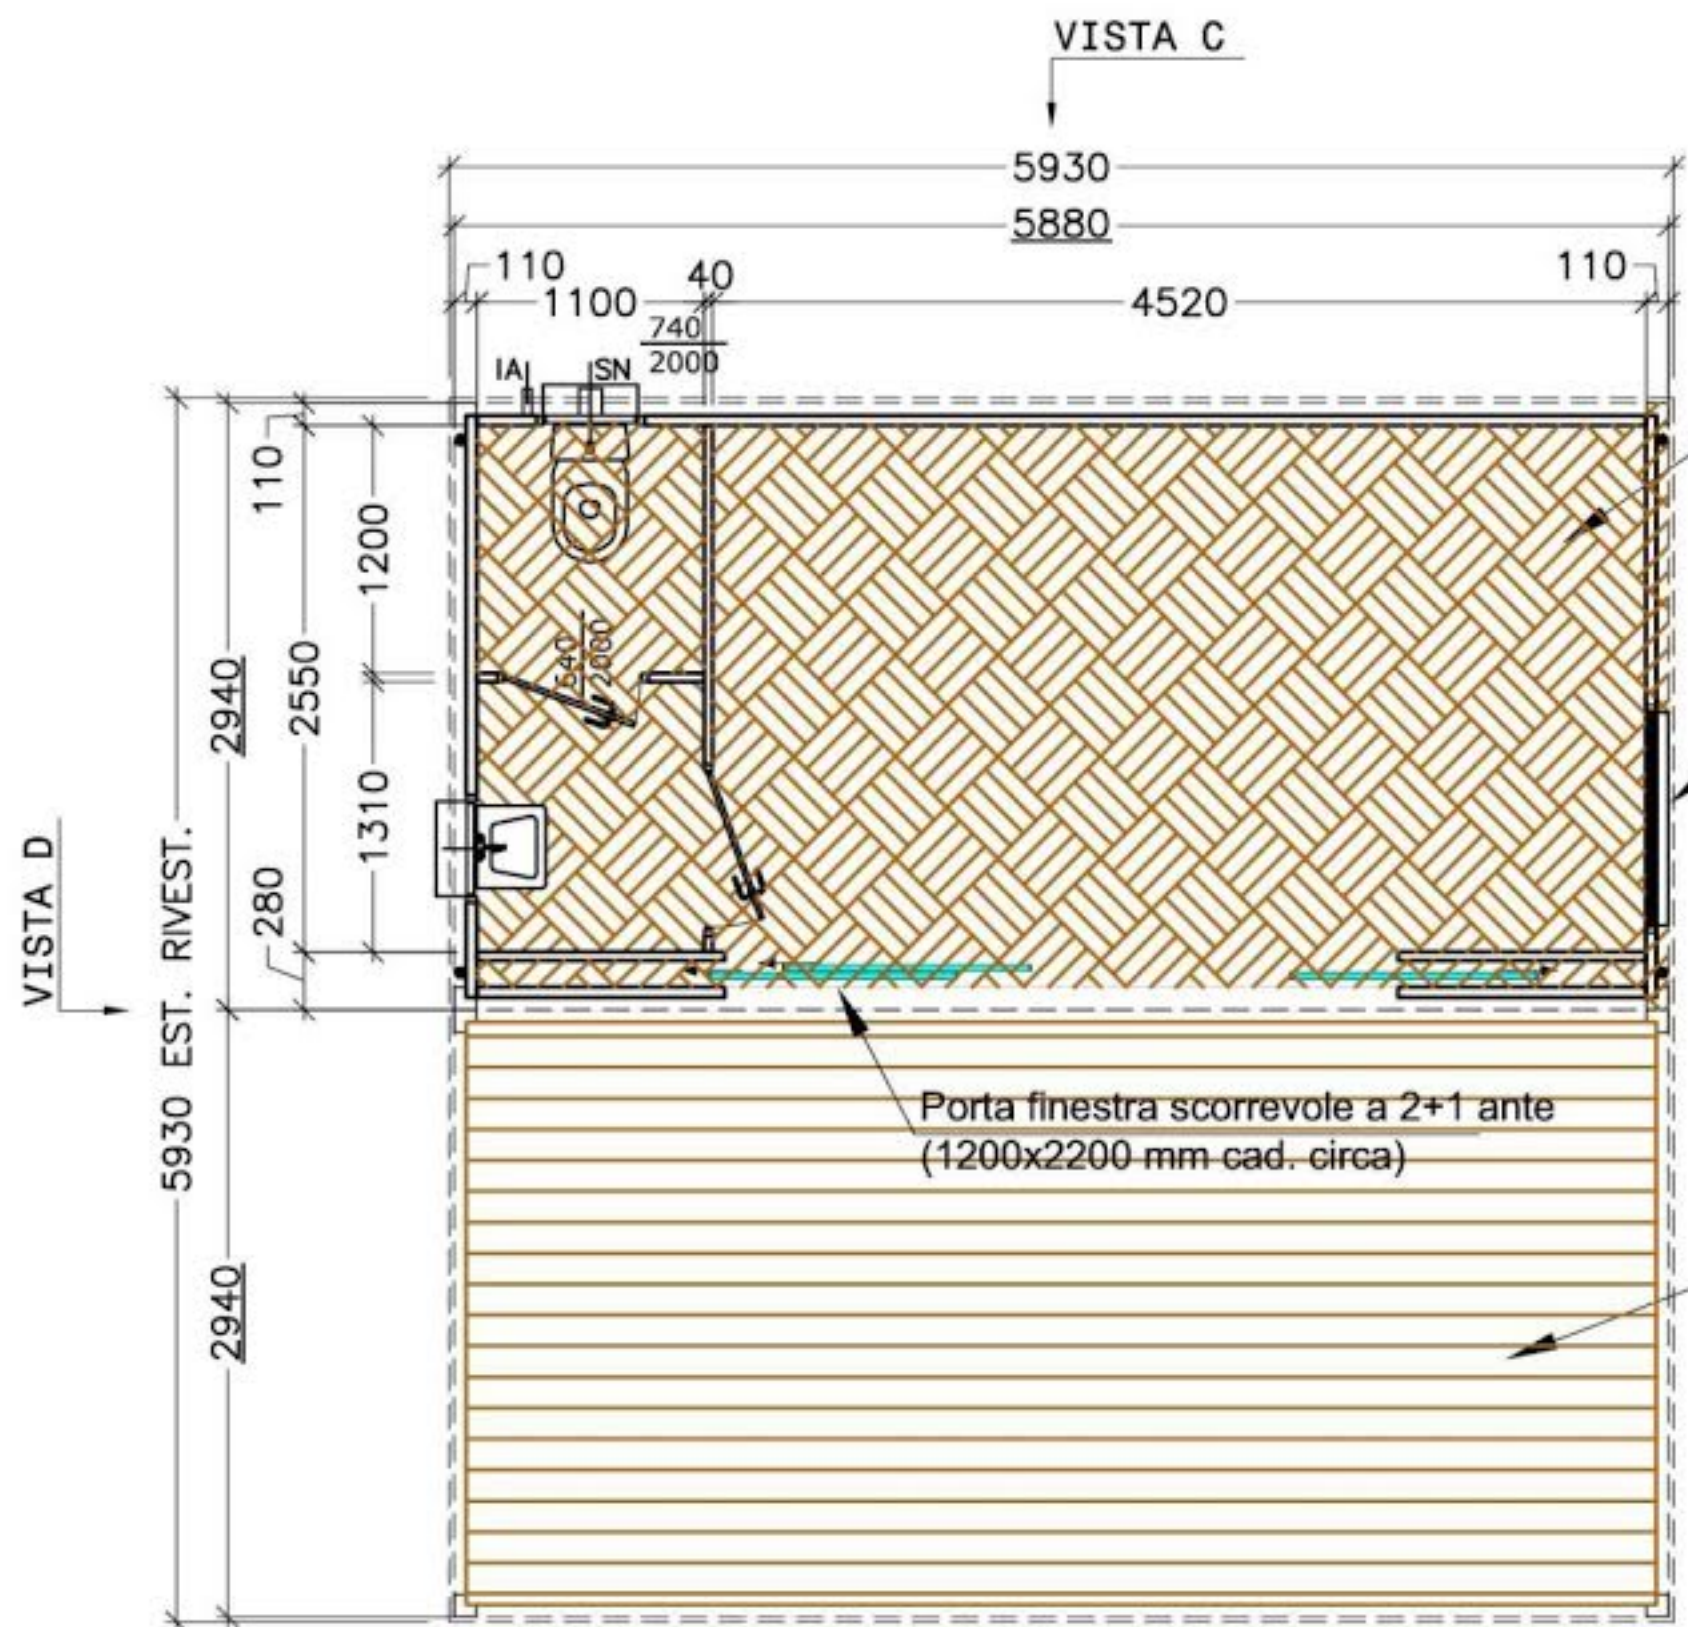 VISTA C
5930
5880
110
40
110
1100
4520
740
2000
IA
SN
110
1200
540
2000
2940
2550
1310
280
VISTA D
5930 EST. RIVEST.
Porta finestra scorrevole a 2+1 ante
(1200x2200 mm cad. circa)
2940